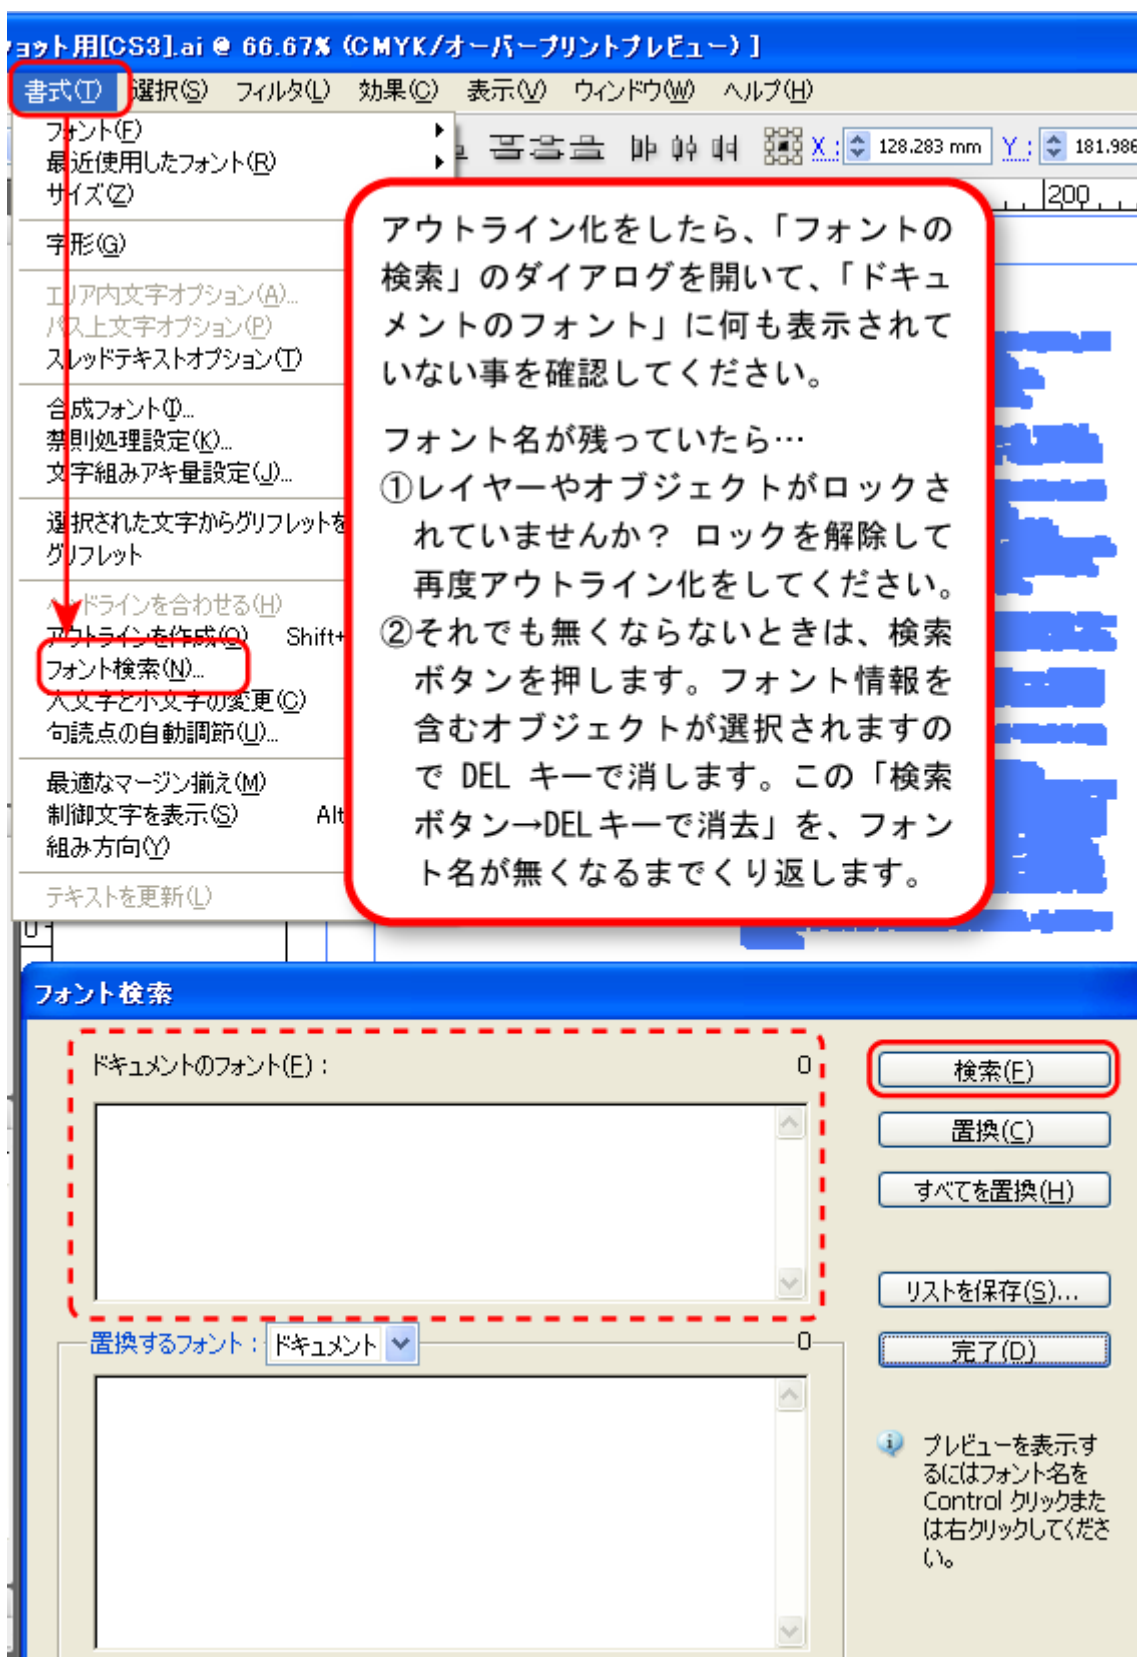 ョット用[CS3].ai @ 66.67% (CMYK/オーバープリントプレビュー) ]
書式(T) 選択(S) フィルタ(L) 効果(C) 表示(V) ウィンドウ(W) ヘルプ(H)
フォント(F)
最近使用したフォント(R)
サイズ(Z)
X : 128.283 mm Y : 181.986
200
字形(G)
エリア内文字オプション(A)...
パス上文字オプション(P)
スレッドテキストオプション(T)
合成フォント(I)...
禁則処理設定(K)...
文字組みアキ量設定(J)...
選択された文字からグリフレットを
グリフレット
ヘッドラインを合わせる(H)
アウトラインを作成(O) Shift+
フォント検索(N)...
大文字と小文字の変更(C)
句読点の自動調節(U)...
最適なマージン揃え(M)
制御文字を表示(S) Alt
組み方向(Y)
テキストを更新(L)
アウトライン化をしたら、「フォントの
検索」のダイアログを開いて、「ドキュ
メントのフォント」に何も表示されて
いない事を確認してください。
フォント名が残っていたら…
①レイヤーやオブジェクトがロックさ
れていませんか? ロックを解除して
再度アウトライン化をしてください。
②それでも無くならないときは、検索
ボタンを押します。フォント情報を
含むオブジェクトが選択されますの
で DEL キーで消します。この「検索
ボタン→DELキーで消去」を、フォン
ト名が無くなるまでくり返します。
0
フォント検索
ドキュメントのフォント(E) : 0
検索(F)
置換(C)
すべてを置換(H)
リストを保存(S)...
置換するフォント : ドキュメント 0
完了(D)
プレビューを表示す
るにはフォント名を
Control クリックまた
は右クリックしてくださ
い。